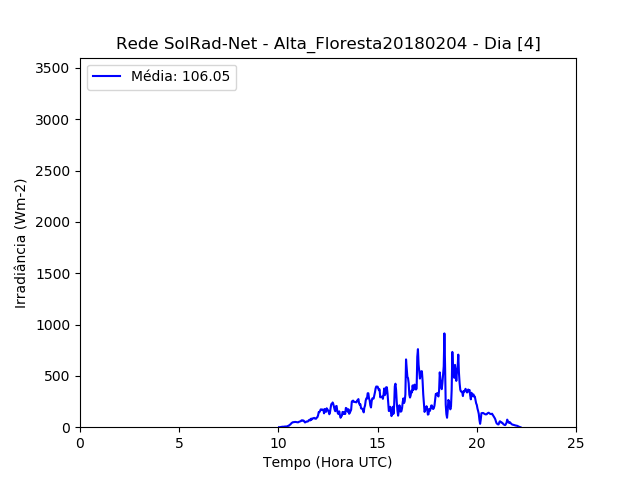 Rede SolRad-Net - Alta_Floresta20180204 - Dia [4]
Média: 106.05
3500
3000
2500
2000
1500
1000
500
0
Irradiância (Wm-2)
0 5 10 15 20 25
Tempo (Hora UTC)